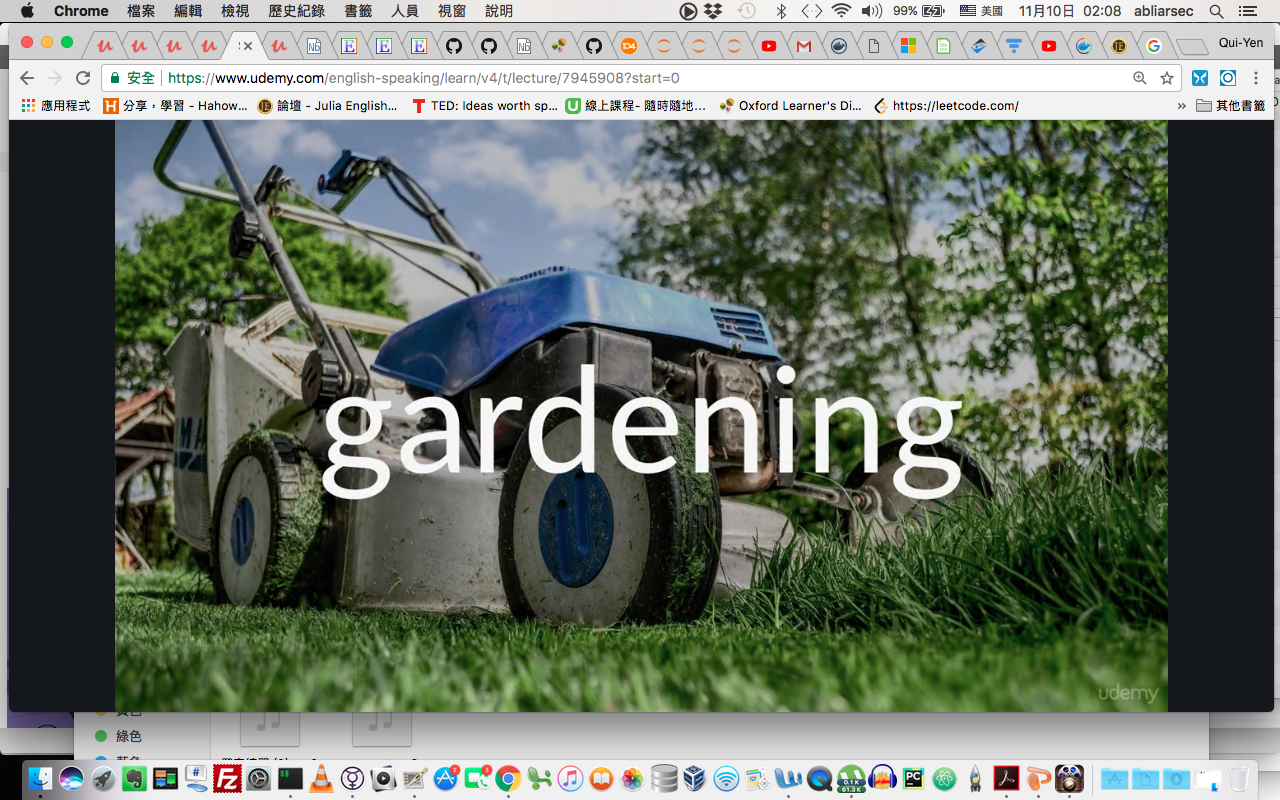 Chrome 檔案 編輯 檢視 歷史紀錄 書籤 人員 視窗 說明 99% 美國 11月10日 02:08 abliarsec
Qui-Yen
安全 https://www.udemy.com/english-speaking/learn/v4/t/lecture/7945908?start=0
應用程式 分享，學習 - Hahow... 論壇 - Julia English... TED: Ideas worth sp... 線上課程- 隨時隨地... Oxford Learner's Di... https://leetcode.com/ » 其他書籤
gardening
udemy
綠色